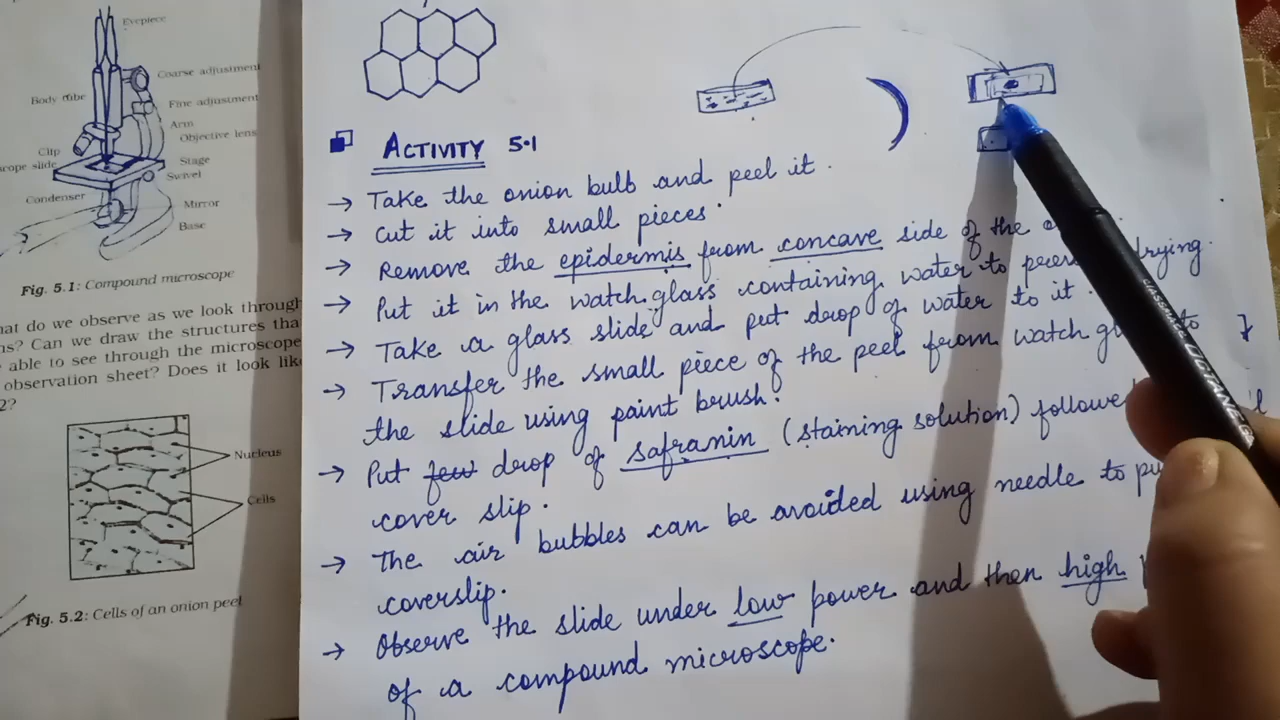 Eyepiece
Coarse adjustment
Body tube
Fine adjustment
Arm
Objective lens
Clip
scope slide
Stage
Swivel
Condenser
Mirror
Base
Fig. 5.1: Compound microscope
hat do we observe as we look through
ns? Can we draw the structures tha
able to see through the microscope
observation sheet? Does it look like
2?
Nucleus
Cells
Fig. 5.2: Cells of an onion peel
ACTIVITY 5.1
→ Take the onion bulb and peel it.
→ Cut it into small pieces.
→ Remove the epidermis from concave side of the
→ Put it in the watch glass containing water to drying.
→ Take a glass slide and put drop of water to it.
→ Transfer the small piece of the peel from watch to
the slide using paint brush.
→ Put few drop of safranin (staining solution)
cover slip.
→ The air bubbles can be avoided using needle to
coverslip.
→ Observe the slide under low power and then high
of a compound microscope.